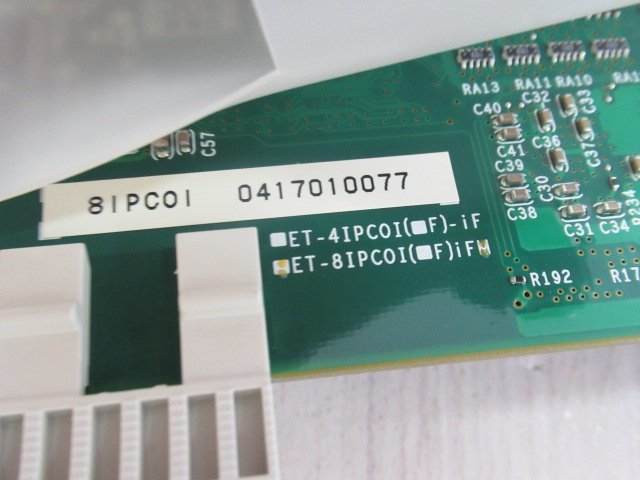 RA13 RA11 RA10
C40 C32 C33
C57
C41 C36 C37
C39
C30
C38 C31 C34
8IPCOI 0417010077
■ET-4IPCOI(■F)-iF
■ET-8IPCOI(■F)iFM
R192